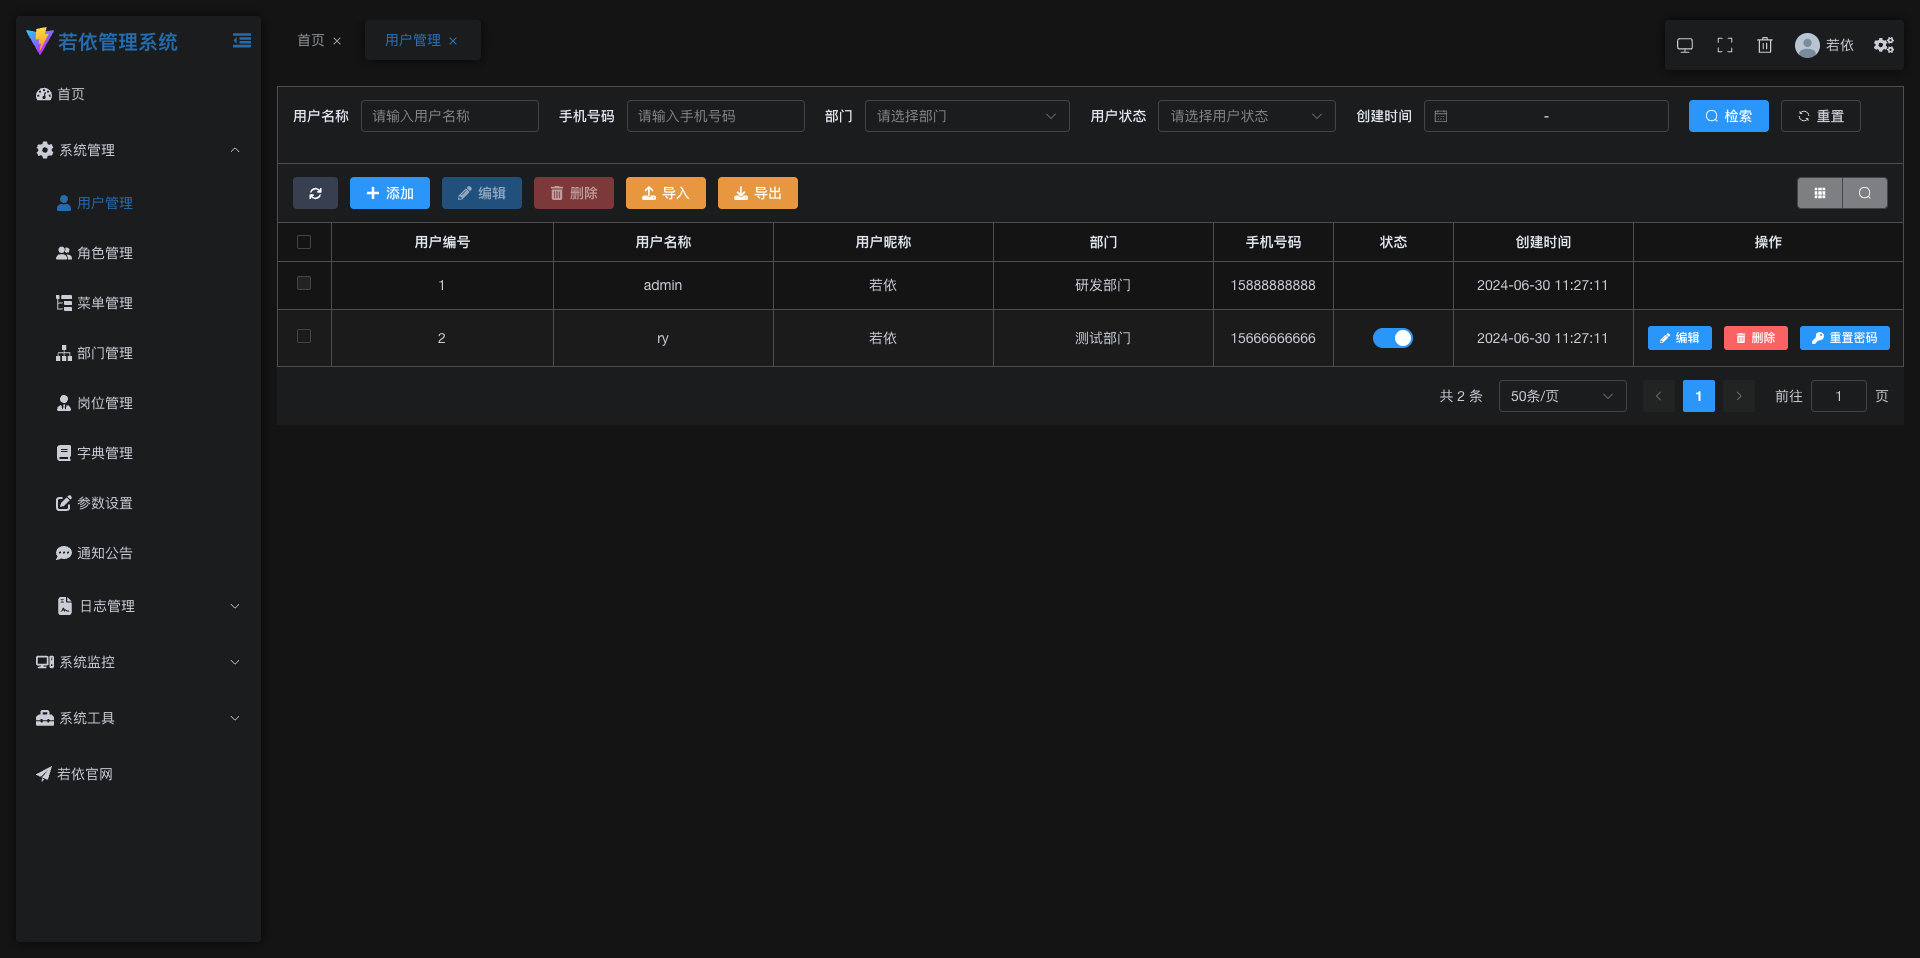 若依管理系统
首页
系统管理
用户管理
角色管理
菜单管理
部门管理
岗位管理
字典管理
参数设置
通知公告
日志管理
系统监控
系统工具
若依官网
首页 用户管理
若依
用户名称 请输入用户名称 手机号码 请输入手机号码 部门 请选择部门 用户状态 请选择用户状态 创建时间 - 检索 重置
添加 编辑 删除 导入 导出
用户编号 用户名称 用户昵称 部门 手机号码 状态 创建时间 操作
1 admin 若依 研发部门 15888888888 2024-06-30 11:27:11
2 ry 若依 测试部门 15666666666 2024-06-30 11:27:11 编辑 删除 重置密码
共 2 条 50条/页 1 前往 1 页